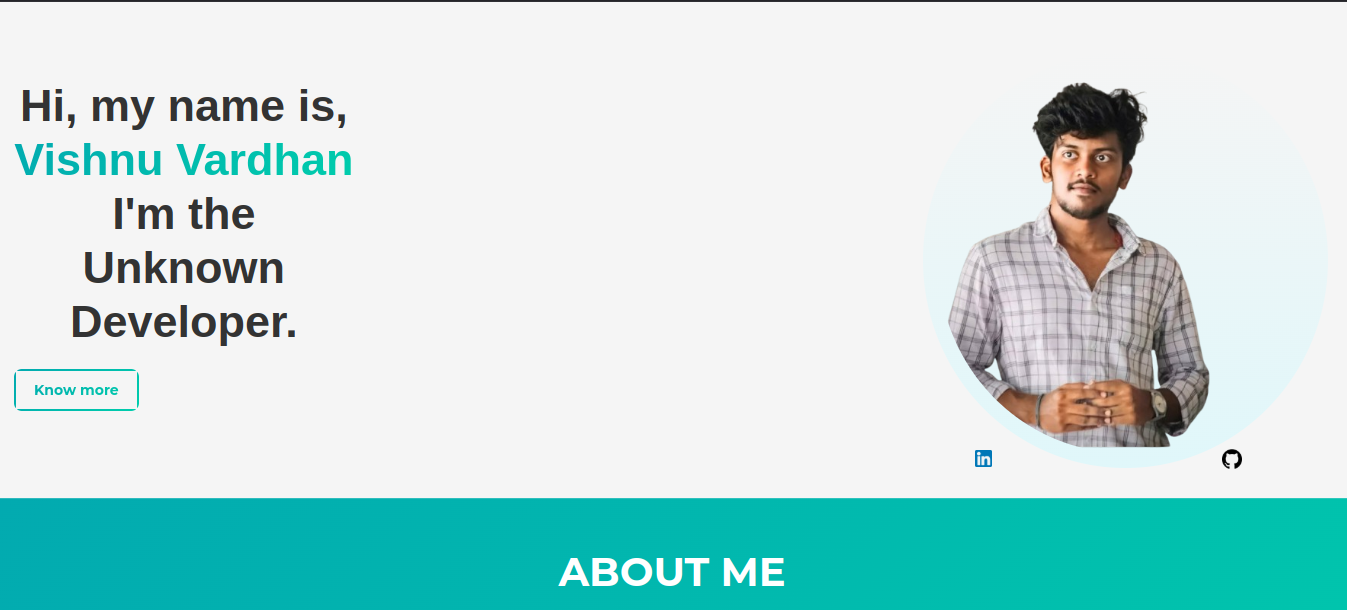 Hi, my name is,
Vishnu Vardhan
I'm the
Unknown
Developer.
Know more
in
ABOUT ME